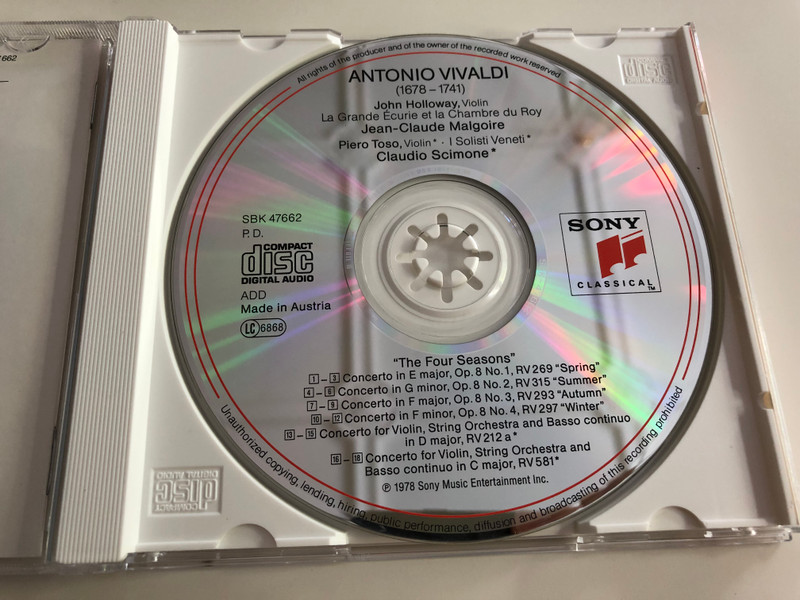 1662
All rights of the producer and of the owner of the recorded work reserved
ANTONIO VIVALDI
(1678 – 1741)
John Holloway, Violin
La Grande Écurie et la Chambre du Roy
Jean-Claude Malgoire
Piero Toso, Violin* · I Solisti Veneti*
Claudio Scimone*
SBK 47662
P. D.
COMPACT
disc
DIGITAL AUDIO
ADD
Made in Austria
LC 6868
SONY
CLASSICAL™
"The Four Seasons"
1 – 3 Concerto in E major, Op. 8 No. 1, RV 269 "Spring"
4 – 6 Concerto in G minor, Op. 8 No. 2, RV 315 "Summer"
7 – 9 Concerto in F major, Op. 8 No. 3, RV 293 "Autumn"
10 – 12 Concerto in F minor, Op. 8 No. 4, RV 297 "Winter"
13 – 15 Concerto for Violin, String Orchestra and Basso continuo
in D major, RV 212 a*
16 – 18 Concerto for Violin, String Orchestra and
Basso continuo in C major, RV 581*
℗ 1978 Sony Music Entertainment Inc.
Unauthorized copying, lending, hiring, public performance, diffusion and broadcasting of this recording prohibited
disc
COMPACT
disc
DIGITAL AUDIO